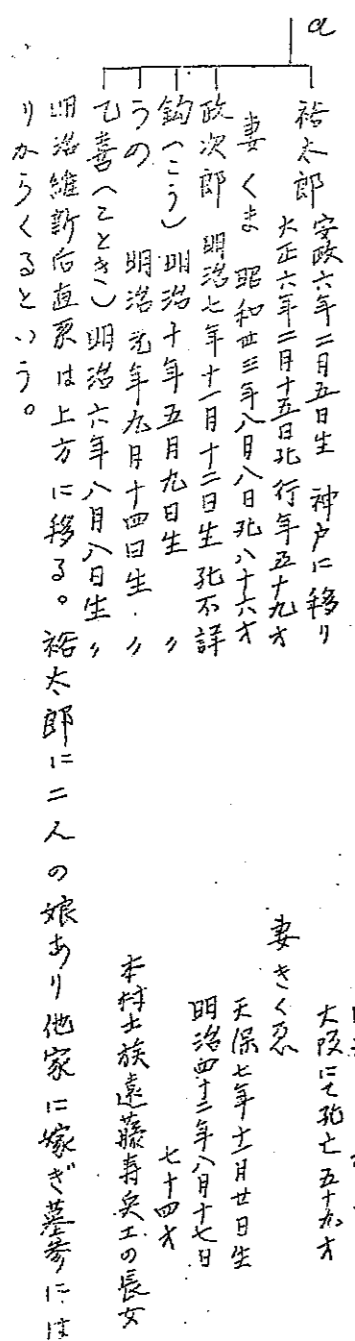 a
裕太郎 安政六年二月五日生 神戸に移り
大正六年二月十五日死 行年五十九才
妻くま 昭和廿三年八月八日死八十六才
政次郎 明治七年十一月十二日生 死不詳
鈎(こう) 明治十年五月九日生 〃
うの 明治元年九月十四日生. 〃
乙喜(ことき) 明治六年八月八日生 〃
大阪にて死亡 五十九才
妻きく忍
天保七年十二月廿日生
明治四十二年八月十七日
七十四才
本村士族遠藤寿兵エの長女
明治維新后直系は上方に移る。裕太郎に二人の娘あり他家に嫁ぎ墓参には
りからくるという。